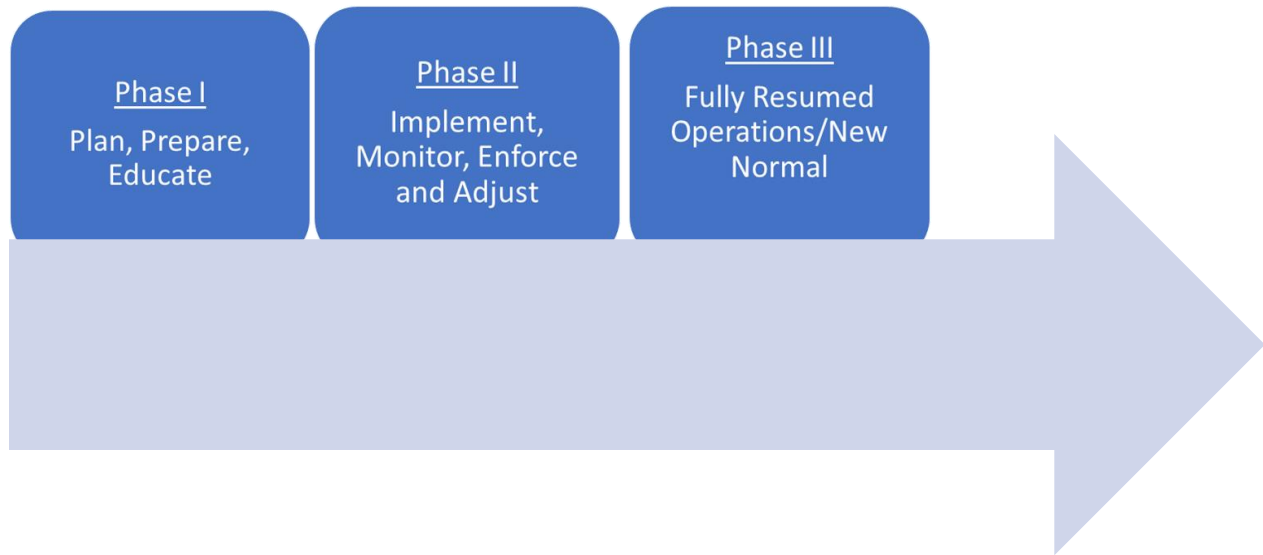 Phase I
Plan, Prepare,
Educate
Phase II
Implement,
Monitor, Enforce
and Adjust
Phase III
Fully Resumed
Operations/New
Normal